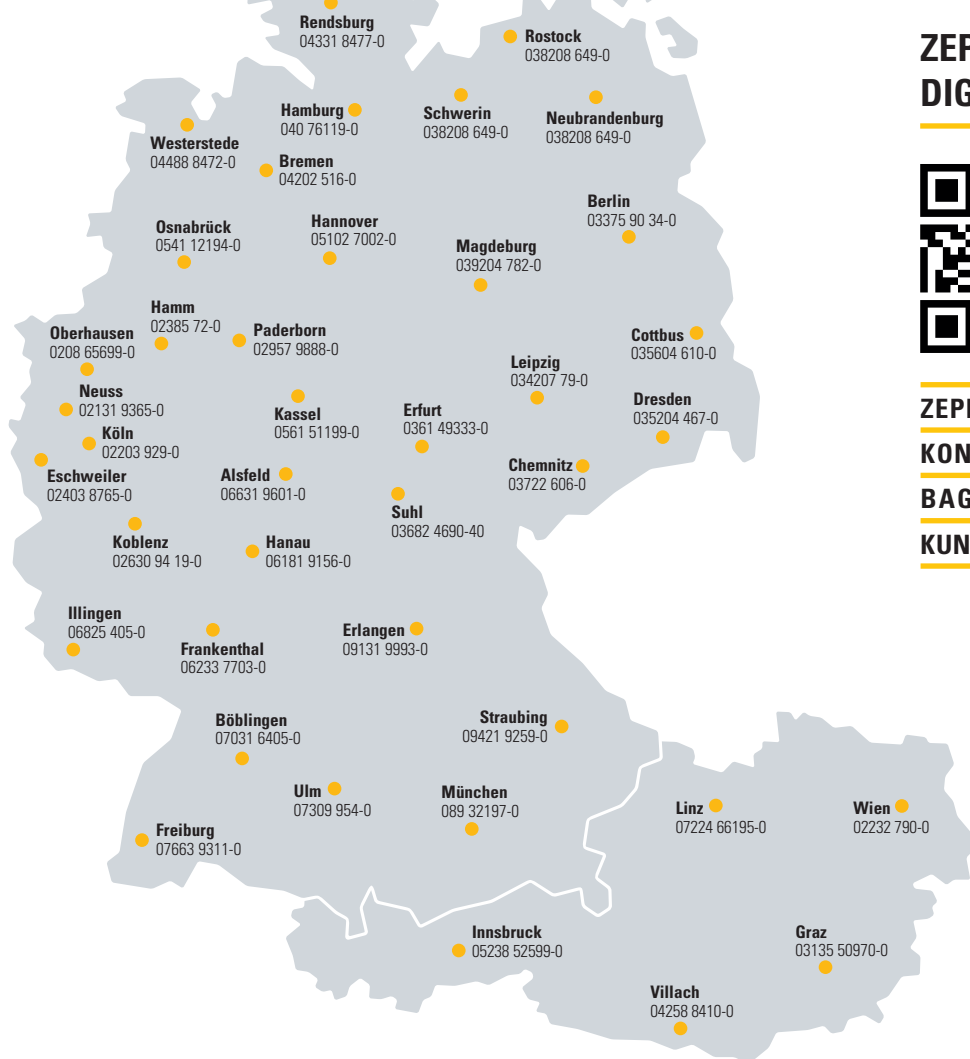 Rendsburg
04331 8477-0
Rostock
038208 649-0
Hamburg
040 76119-0
Schwerin
038208 649-0
Neubrandenburg
038208 649-0
Westerstede
04488 8472-0
Bremen
04202 516-0
Berlin
03375 90 34-0
Osnabrück
0541 12194-0
Hannover
05102 7002-0
Magdeburg
039204 782-0
Hamm
02385 72-0
Oberhausen
0208 65699-0
Paderborn
02957 9888-0
Cottbus
035604 610-0
Leipzig
034207 79-0
Neuss
02131 9365-0
Kassel
0561 51199-0
Erfurt
0361 49333-0
Dresden
035204 467-0
Köln
02203 929-0
Eschweiler
02403 8765-0
Alsfeld
06631 9601-0
Chemnitz
03722 606-0
Suhl
03682 4690-40
Koblenz
02630 94 19-0
Hanau
06181 9156-0
Illingen
06825 405-0
Frankenthal
06233 7703-0
Erlangen
09131 9993-0
Böblingen
07031 6405-0
Straubing
09421 9259-0
Ulm
07309 954-0
München
089 32197-0
Freiburg
07663 9311-0
Linz
07224 66195-0
Wien
02232 790-0
Innsbruck
05238 52599-0
Graz
03135 50970-0
Villach
04258 8410-0
ZEP
DIG
ZEP
KON
BAG
KUN